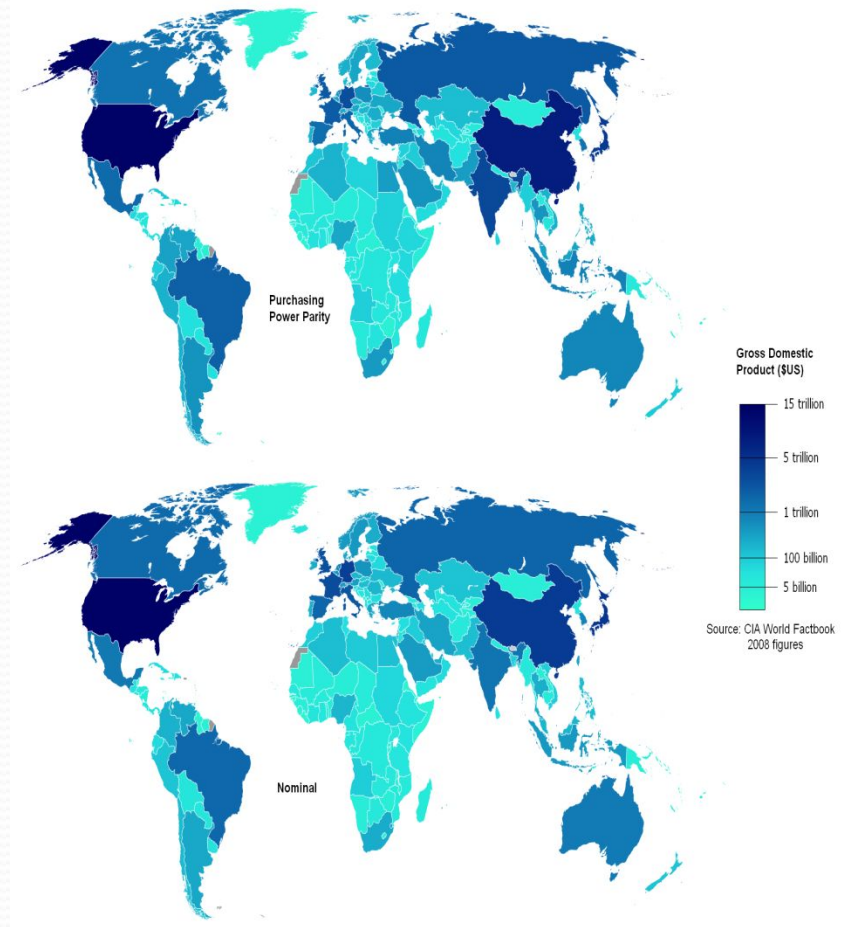 Purchasing
Power Parity
Gross Domestic
Product ($US)
15 trillion
5 trillion
1 trillion
100 billion
5 billion
Source: CIA World Factbook
2008 figures
Nominal